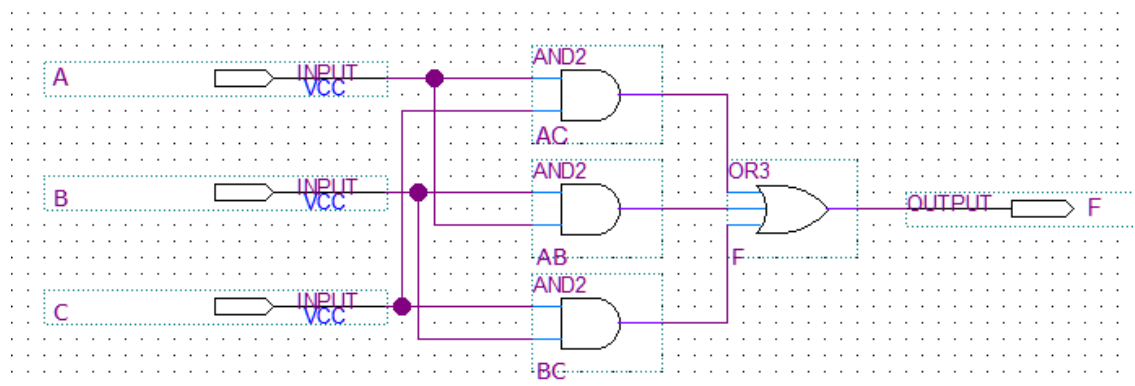 A
INPUT
VCC
AND2
AC
B
INPUT
VCC
AND2
AB
OR3
F
OUTPUT
F
C
INPUT
VCC
AND2
BC